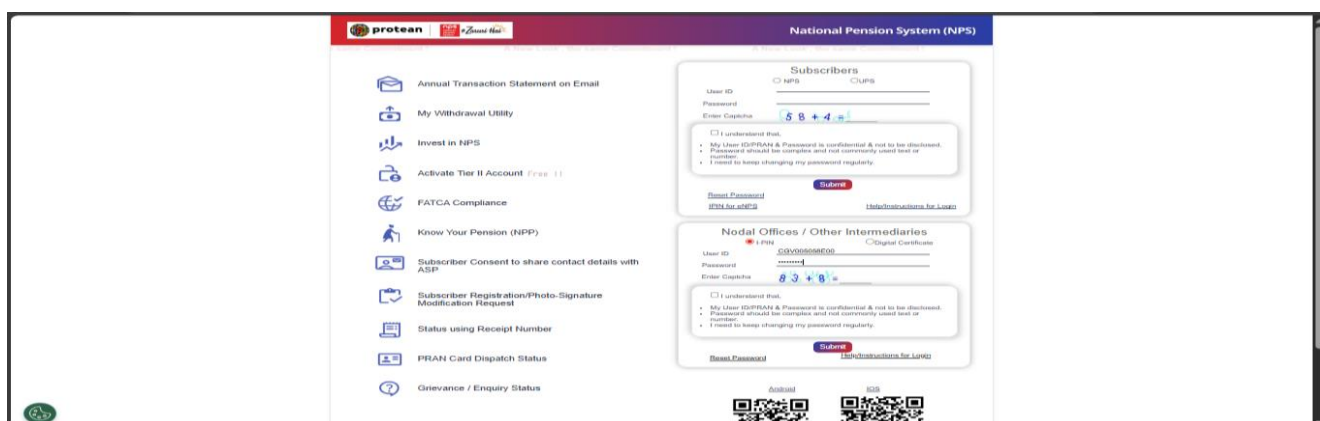 protean
nps
National Pension System (NPS)
Annual Transaction Statement on Email
My Withdrawal Utility
Invest in NPS
Activate Tier II Account Free !!
FATCA Compliance
Know Your Pension (NPP)
Subscriber Consent to share contact details with
ASP
Subscriber Registration/Photo-Signature
Modification Request
Status using Receipt Number
PRAN Card Dispatch Status
Grievance / Enquiry Status
Subscribers
NPS UPS
User ID
Password
Enter Captcha 5 8 + 4 =
I understand that,
My User ID/PRAN & Password is confidential & not to be disclosed.
Password should be complex and not commonly used text or
number.
I need to keep changing my password regularly.
Submit
Reset Password
IPIN for eNPS Help/Instructions for Login
Nodal Offices / Other Intermediaries
I-PIN Digital Certificate
User ID
Password
Enter Captcha 8 3 + 8 =
I understand that,
My User ID/PRAN & Password is confidential & not to be disclosed.
Password should be complex and not commonly used text or
number.
I need to keep changing my password regularly.
Submit
Reset Password Help/Instructions for Login
Android IOS